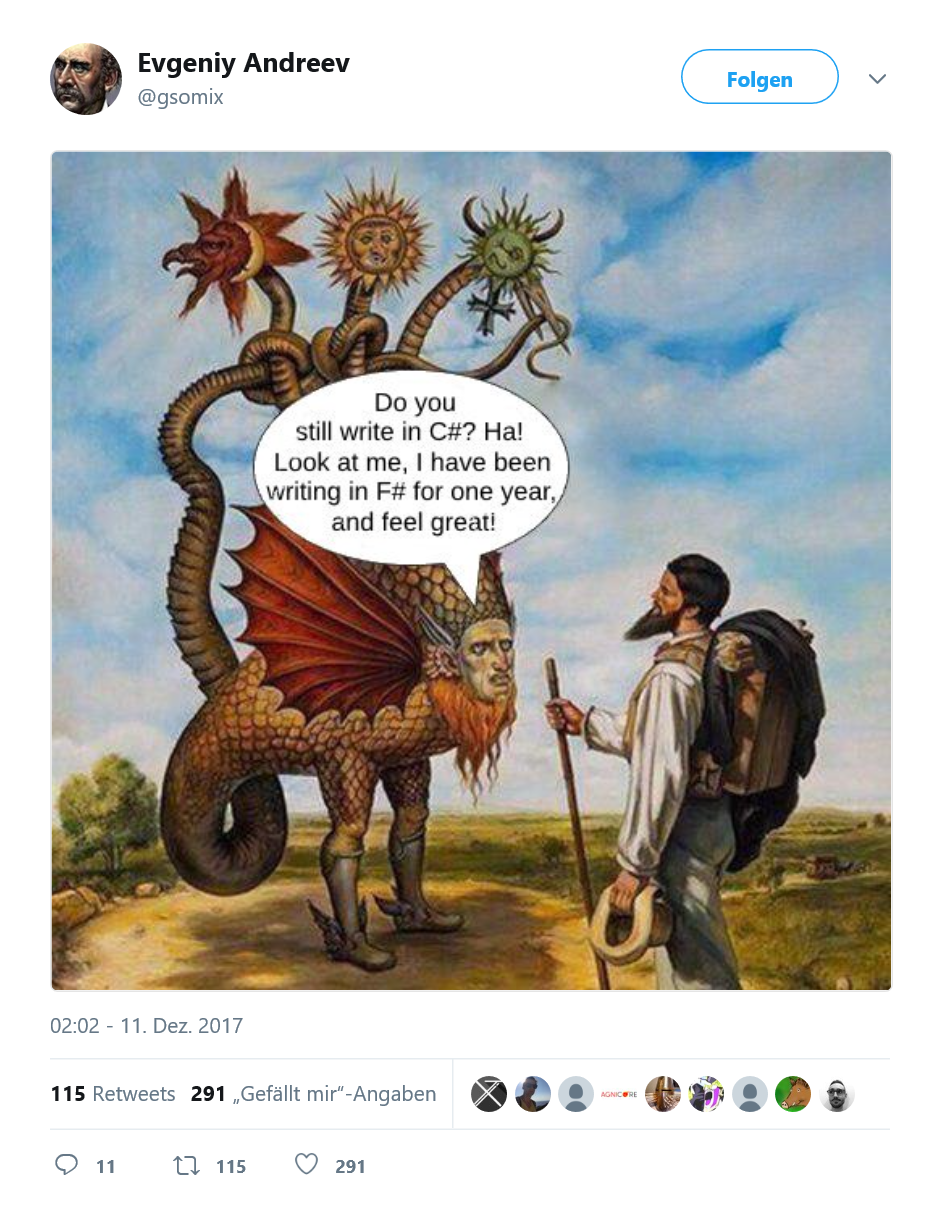 Evgeniy Andreev
@gsomix
Folgen
Do you
still write in C#? Ha!
Look at me, I have been
writing in F# for one year,
and feel great!
02:02 - 11. Dez. 2017
115 Retweets 291 „Gefällt mir“-Angaben
AGNICORE
11 115 291